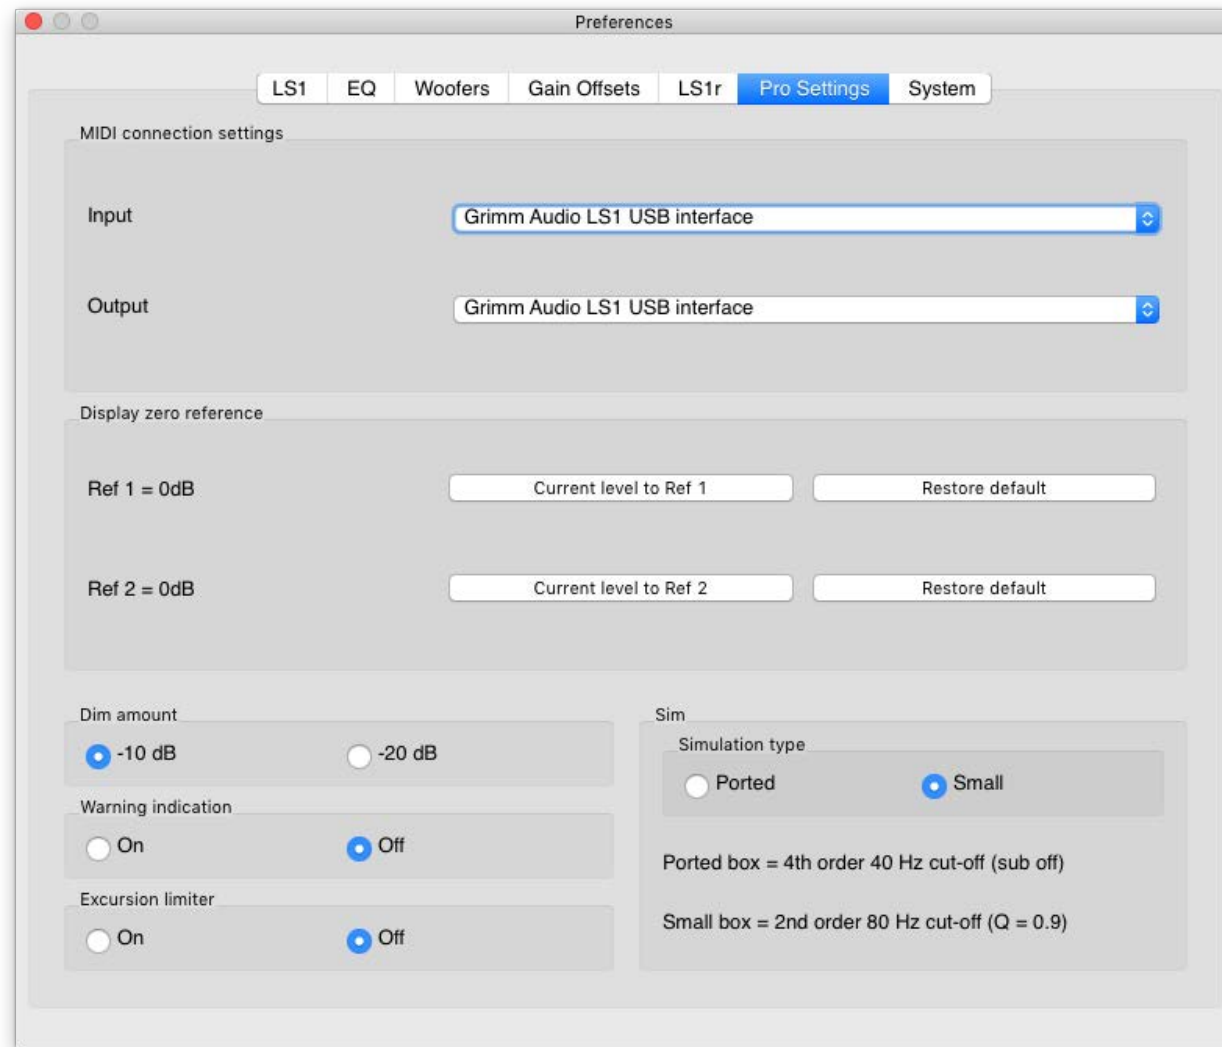 Preferences
LS1 EQ Woofers Gain Offsets LS1r Pro Settings System
MIDI connection settings
Input Grimm Audio LS1 USB interface
Output Grimm Audio LS1 USB interface
Display zero reference
Ref 1 = 0dB Current level to Ref 1 Restore default
Ref 2 = 0dB Current level to Ref 2 Restore default
Dim amount
-10 dB -20 dB
Warning indication
On Off
Excursion limiter
On Off
Sim
Simulation type
Ported Small
Ported box = 4th order 40 Hz cut-off (sub off)
Small box = 2nd order 80 Hz cut-off (Q = 0.9)